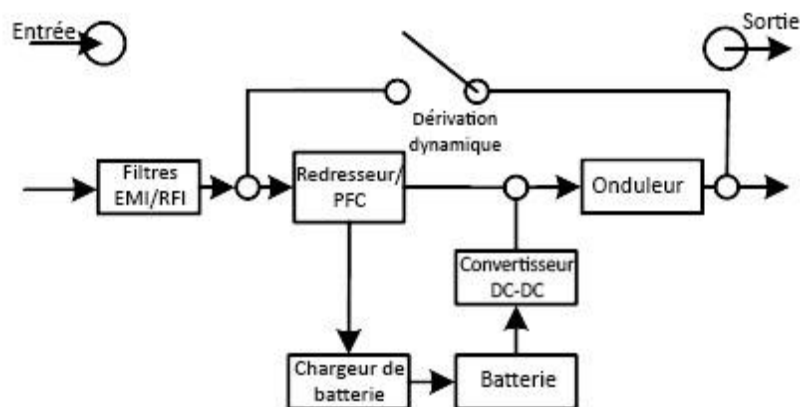 Entrée
Sortie
Dérivation
dynamique
Filtres
EMI/RFI
Redresseur/
PFC
Onduleur
Convertisseur
DC-DC
Chargeur de
batterie
Batterie